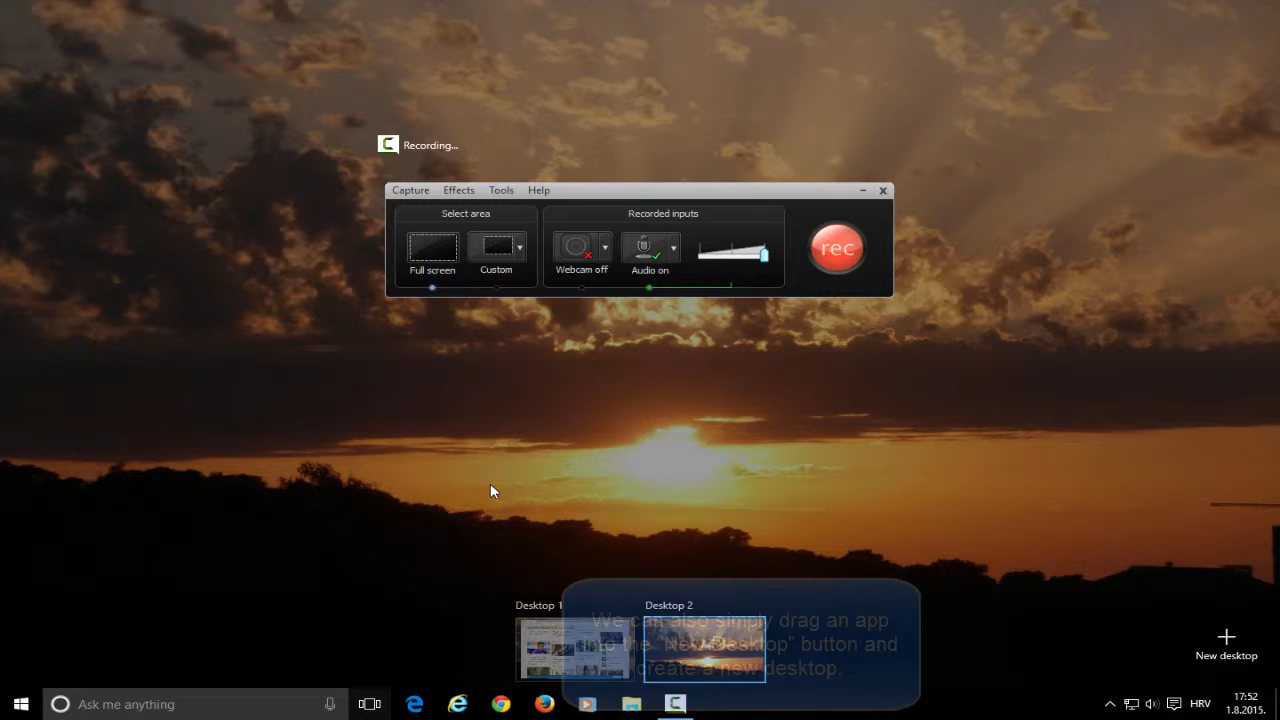 Recording...
Capture Effects Tools Help
Select area
Recorded inputs
Full screen
Custom
Webcam off
Audio on
rec
Desktop 1
Desktop 2
We can also simply drag an app
into the "New Desktop" button and
create a new desktop.
New desktop
Ask me anything
HRV
17:52
1.8.2015.